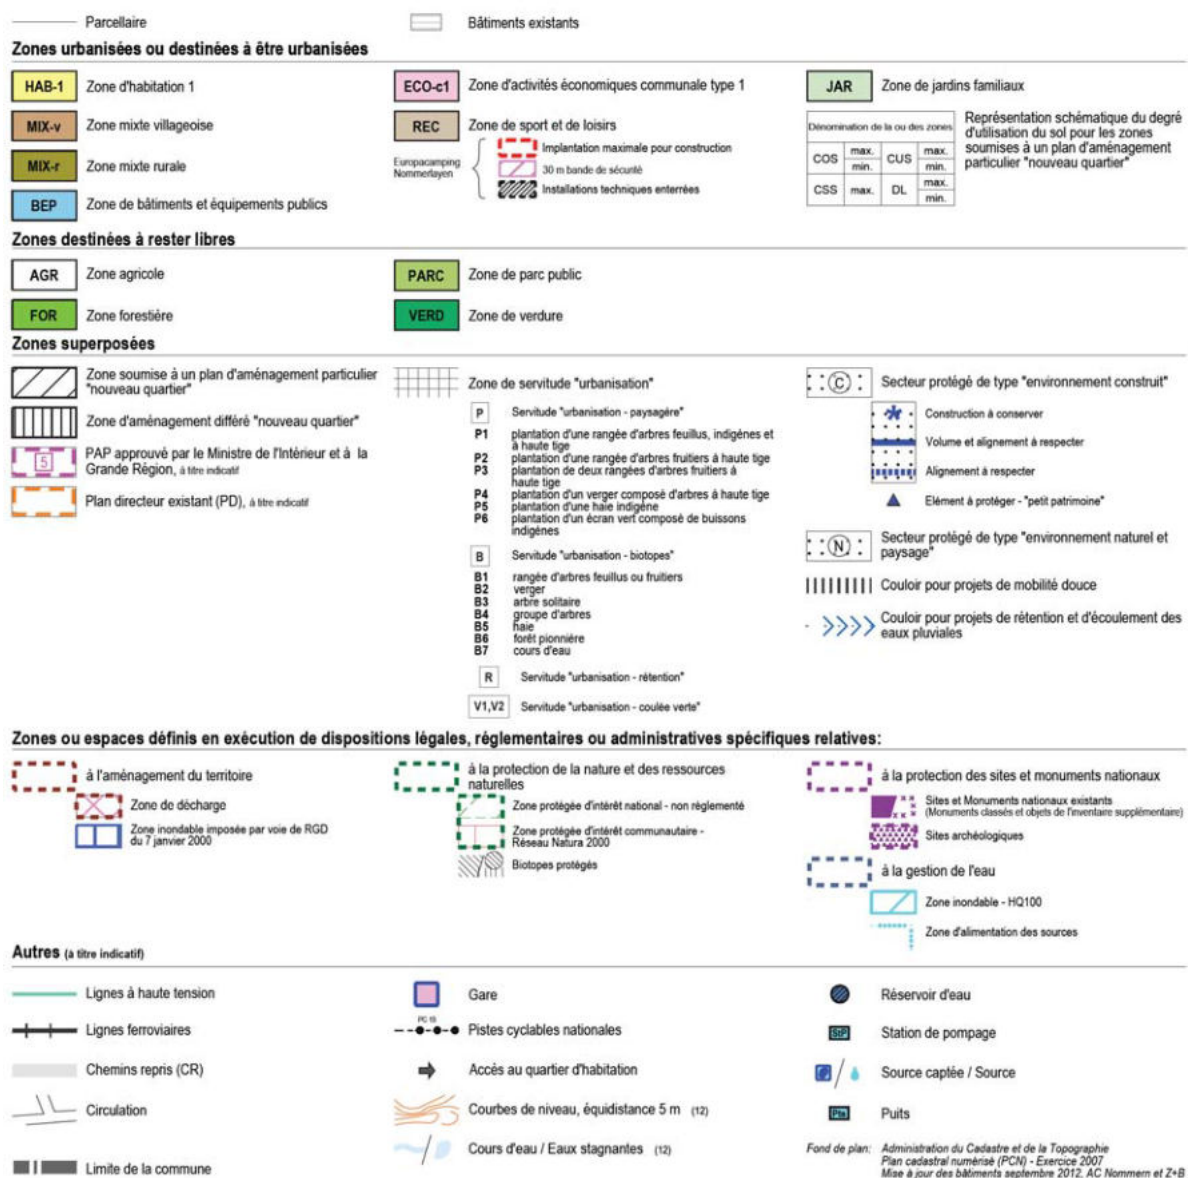 Parcellaire
Bâtiments existants
Zones urbanisées ou destinées à être urbanisées
HAB-1 Zone d'habitation 1
MIX-v Zone mixte villageoise
MIX-r Zone mixte rurale
BEP Zone de bâtiments et équipements publics
ECO-c1 Zone d'activités économiques communale type 1
REC Zone de sport et de loisirs
Europacamping
Nommerlayen
Implantation maximale pour construction
30 m bande de sécurité
Installations techniques enterrées
JAR Zone de jardins familiaux
Dénomination de la ou des zones
COS max. CUS max.
min. min.
CSS max. DL max.
min.
Représentation schématique du degré
d'utilisation du sol pour les zones
soumises à un plan d'aménagement
particulier "nouveau quartier"
Zones destinées à rester libres
AGR Zone agricole
FOR Zone forestière
PARC Zone de parc public
VERD Zone de verdure
Zones superposées
Zone soumise à un plan d'aménagement particulier
"nouveau quartier"
Zone d'aménagement différé "nouveau quartier"
5 PAP approuvé par le Ministre de l'Intérieur et à la
Grande Région, à titre indicatif
Plan directeur existant (PD), à titre indicatif
Zone de servitude "urbanisation"
P Servitude "urbanisation - paysagère"
P1 plantation d'une rangée d'arbres feuillus, indigènes et
à haute tige
P2 plantation d'une rangée d'arbres fruitiers à haute tige
P3 plantation de deux rangées d'arbres fruitiers à
haute tige
P4 plantation d'un verger composé d'arbres à haute tige
P5 plantation d'une haie indigène
P6 plantation d'un écran vert composé de buissons
indigènes
B Servitude "urbanisation - biotopes"
B1 rangée d'arbres feuillus ou fruitiers
B2 verger
B3 arbre solitaire
B4 groupe d'arbres
B5 haie
B6 forêt pionnière
B7 cours d'eau
R Servitude "urbanisation - rétention"
V1,V2 Servitude "urbanisation - coulée verte"
C Secteur protégé de type "environnement construit"
Construction à conserver
Volume et alignement à respecter
Alignement à respecter
Elément à protéger - "petit patrimoine"
N Secteur protégé de type "environnement naturel et
paysage"
Couloir pour projets de mobilité douce
Couloir pour projets de rétention et d'écoulement des
eaux pluviales
Zones ou espaces définis en exécution de dispositions légales, réglementaires ou administratives spécifiques relatives:
à l'aménagement du territoire
Zone de décharge
Zone inondable imposée par voie de RGD
du 7 janvier 2000
à la protection de la nature et des ressources
naturelles
Zone protégée d'intérêt national - non règlementé
Zone protégée d'intérêt communautaire -
Réseau Natura 2000
Biotopes protégés
à la protection des sites et monuments nationaux
Sites et Monuments nationaux existants
(Monuments classés et objets de l'inventaire supplémentaire)
Sites archéologiques
à la gestion de l'eau
Zone inondable - HQ100
Zone d'alimentation des sources
Autres (à titre indicatif)
Lignes à haute tension
Lignes ferroviaires
Chemins repris (CR)
Circulation
Limite de la commune
Gare
PC 15
Pistes cyclables nationales
Accès au quartier d'habitation
Courbes de niveau, équidistance 5 m (12)
Cours d'eau / Eaux stagnantes (12)
Réservoir d'eau
StP Station de pompage
Source captée / Source
Puits
Fond de plan: Administration du Cadastre et de la Topographie
Plan cadastral numérisé (PCN) - Exercice 2007
Mise à jour des bâtiments septembre 2012, AC Nommern et Z+B